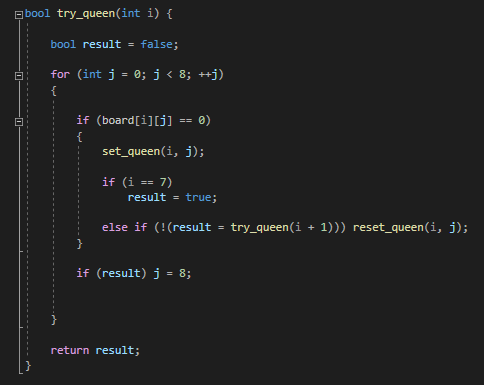 bool try_queen(int i) {
bool result = false;
for (int j = 0; j < 8; ++j)
{
if (board[i][j] == 0)
{
set_queen(i, j);
if (i == 7)
result = true;
else if (!(result = try_queen(i + 1))) reset_queen(i, j);
}
if (result) j = 8;
}
return result;
}